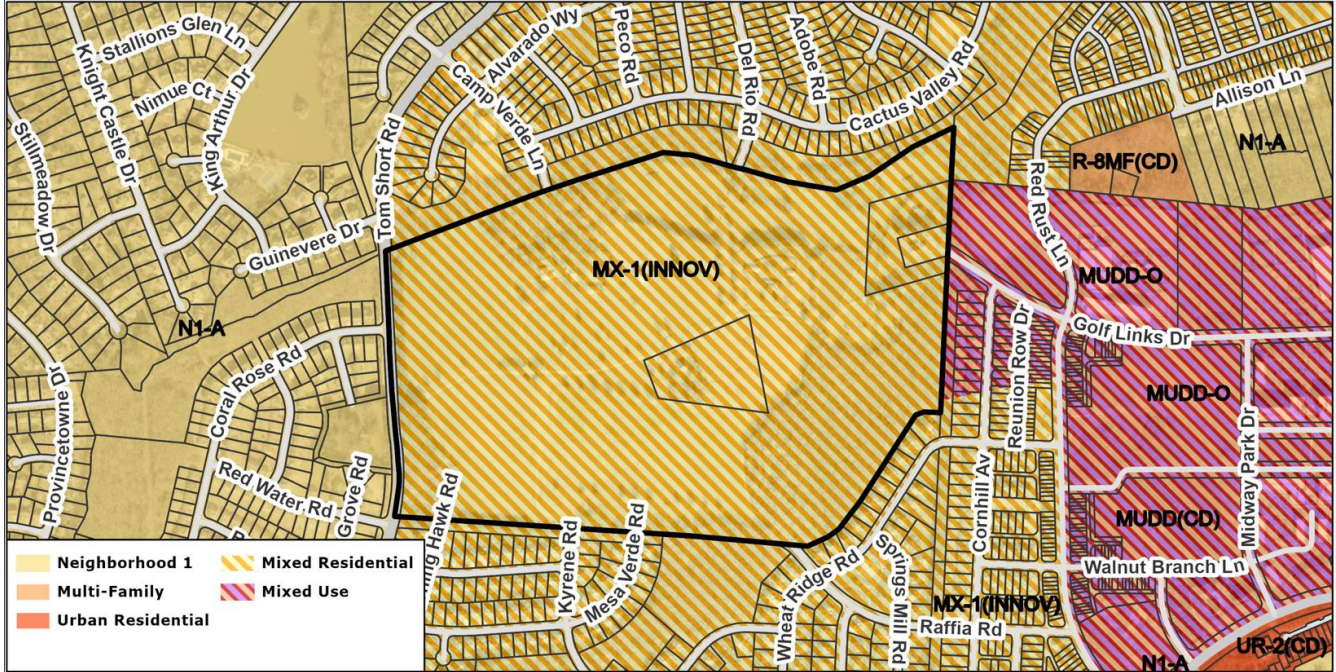 Stallions Glen Ln
Nimue Ct
Knight Castle Dr
King Arthur Dr
Stillmeadow Dr
Guinevere Dr
Tom Short Rd
Camp Verde Ln
Alvarado Wy
Peco Rd
Del Rio Rd
Adobe Rd
Cactus Valley Rd
Allison Ln
N1-A
R-8MF(CD)
Red Rust Ln
MX-1(INNOV)
MUDD-O
N1-A
Coral Rose Rd
Provincetowne Dr
Red Water Rd
Grove Rd
Golf Links Dr
Reunion Row Dr
MUDD-O
Midway Park Dr
Cornhill Av
MUDD(CD)
Walnut Branch Ln
Hawk Rd
Kyrene Rd
Mesa Verde Rd
Wheat Ridge Rd
Springs Mill Rd
MX-1(INNOV)
Raffia Rd
N1-A
UR-2(CD)
Neighborhood 1
Multi-Family
Urban Residential
Mixed Residential
Mixed Use